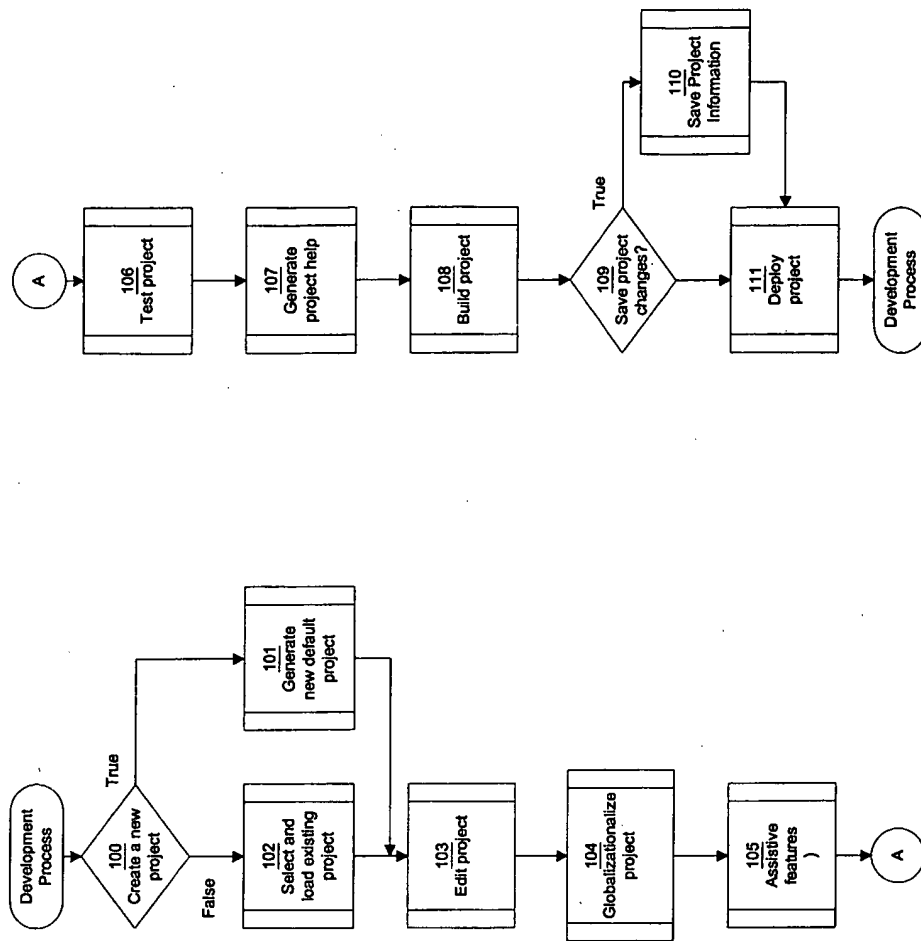 Development
Process
100
Create a new
project
True
False
101
Generate
new default
project
102
Select and
load existing
project
103
Edit project
104
Globalizationalize
project
105
Assistive
features
)
A
A
106
Test project
107
Generate
project help
108
Build project
109
Save project
changes?
True
110
Save Project
Information
111
Deploy
project
Development
Process